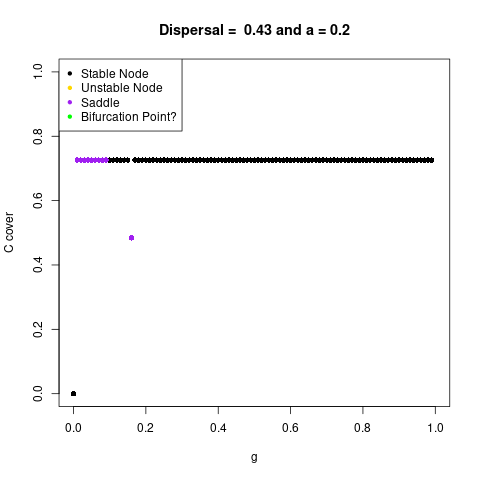 Dispersal =  0.43 and a = 0.2
Stable Node
Unstable Node
Saddle
Bifurcation Point?
C cover
1.0
0.8
0.6
0.4
0.2
0.0
0.0 0.2 0.4 0.6 0.8 1.0
g